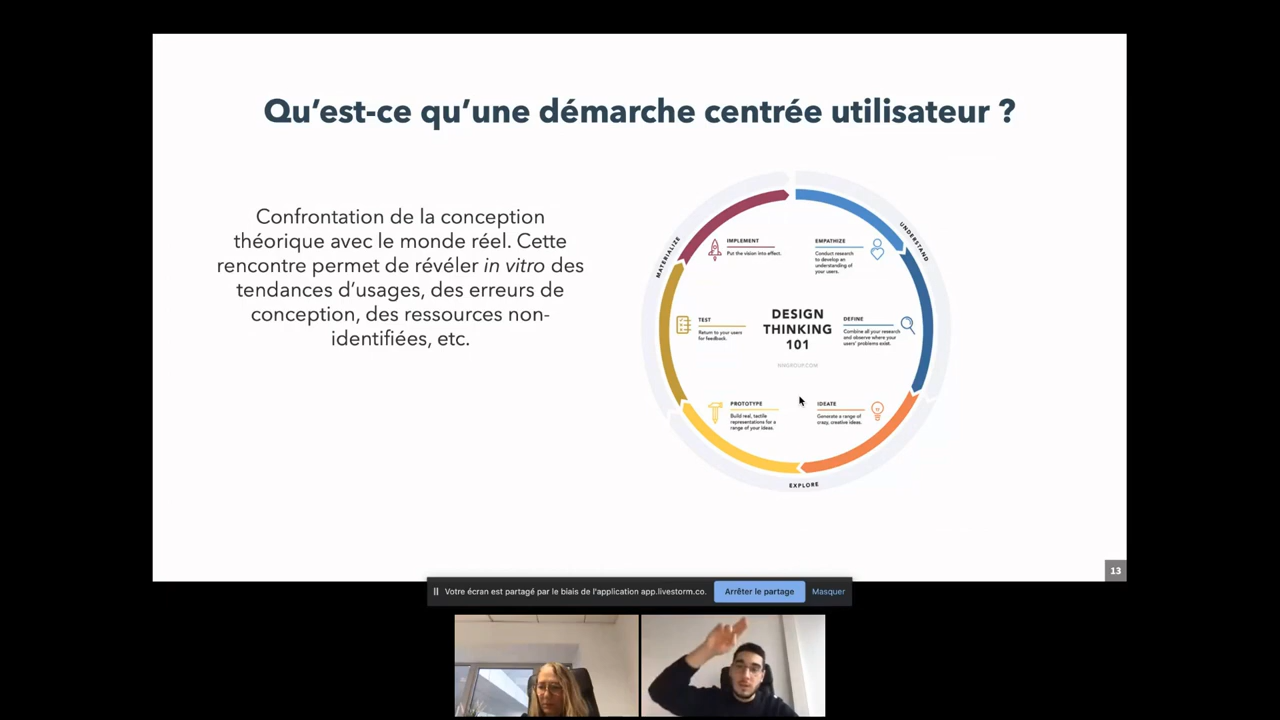 Qu’est-ce qu’une démarche centrée utilisateur ?
Confrontation de la conception
théorique avec le monde réel. Cette
rencontre permet de révéler in vitro des
tendances d’usages, des erreurs de
conception, des ressources non-
identifiées, etc.
UNDERSTAND
MATERIALIZE
EXPLORE
EMPATHIZE
Conduct research
to develop an
understanding of
your users.
DEFINE
Combine all your research
and observe where your
users’ problems exist.
IDEATE
Generate a range of
crazy, creative ideas.
PROTOTYPE
Build real, tactile
representations for a
range of your ideas.
TEST
Return to your users
for feedback.
IMPLEMENT
Put the vision into effect.
DESIGN
THINKING
101
NNGROUP.COM
13
Votre écran est partagé par le biais de l'application app.livestorm.co.
Arrêter le partage
Masquer